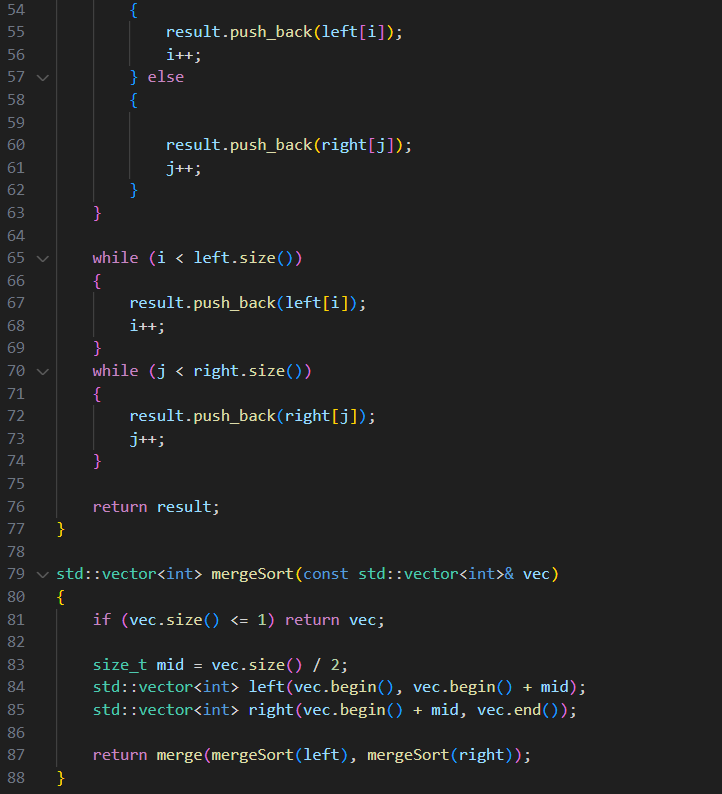 54 {
55 result.push_back(left[i]);
56 i++;
57 } else
58 {
59
60 result.push_back(right[j]);
61 j++;
62 }
63 }
64
65 while (i < left.size())
66 {
67 result.push_back(left[i]);
68 i++;
69 }
70 while (j < right.size())
71 {
72 result.push_back(right[j]);
73 j++;
74 }
75
76 return result;
77 }
78
79 std::vector<int> mergeSort(const std::vector<int>& vec)
80 {
81 if (vec.size() <= 1) return vec;
82
83 size_t mid = vec.size() / 2;
84 std::vector<int> left(vec.begin(), vec.begin() + mid);
85 std::vector<int> right(vec.begin() + mid, vec.end());
86
87 return merge(mergeSort(left), mergeSort(right));
88 }